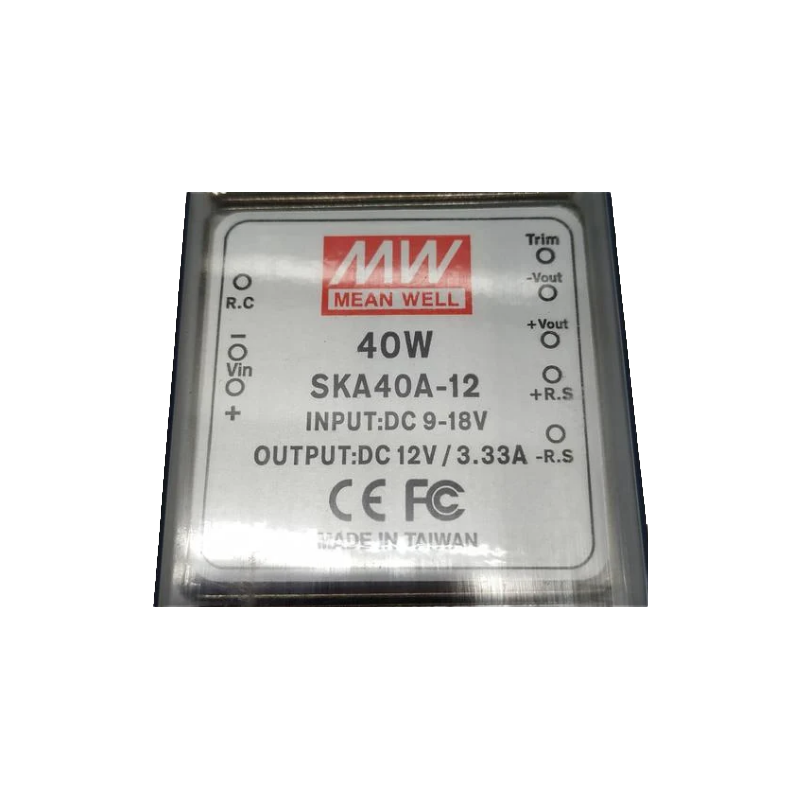 MW
MEAN WELL
40W
SKA40A-12
INPUT:DC 9-18V
OUTPUT:DC 12V / 3.33A
CE FC
MADE IN TAIWAN
R.C
–
Vin
+
Trim
-Vout
+Vout
+R.S
-R.S